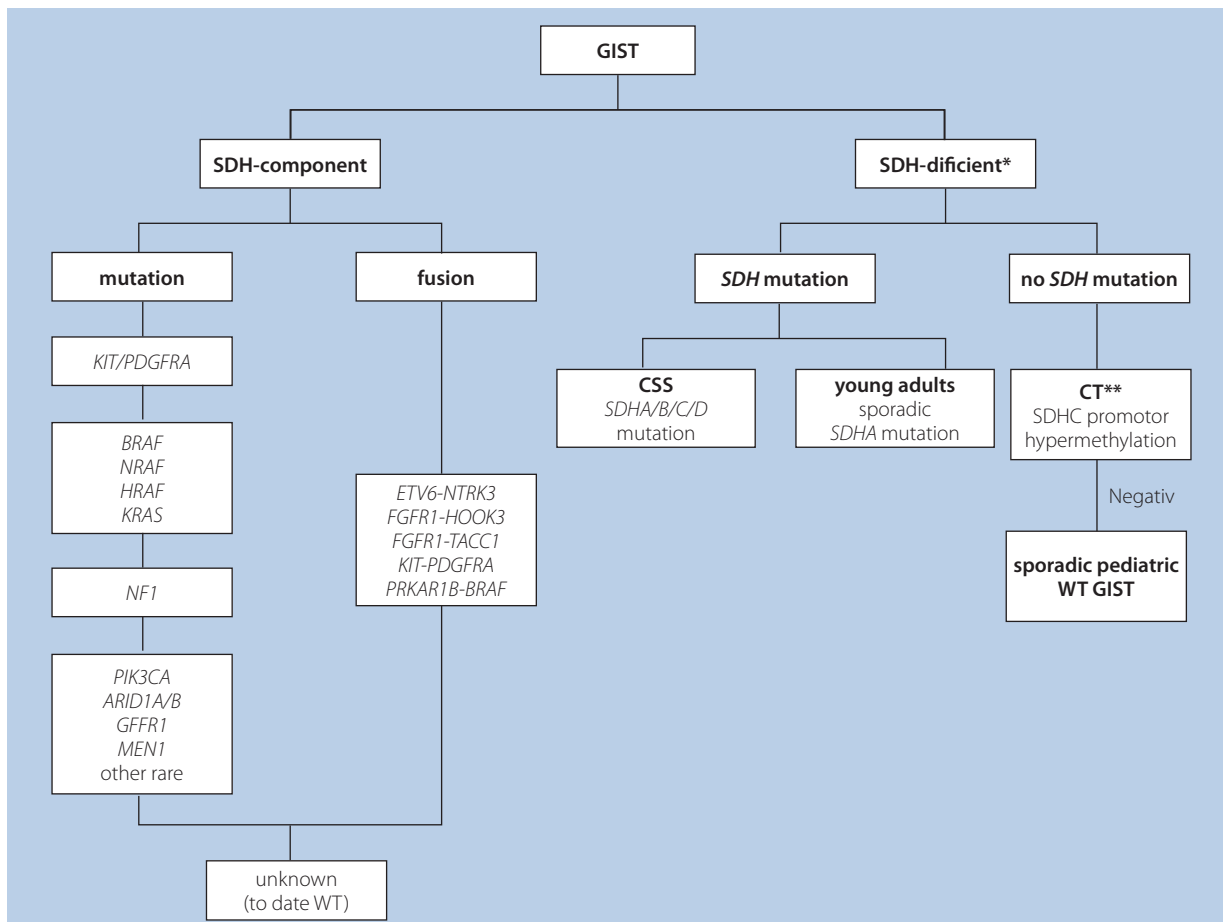 GIST
SDH-component
SDH-dificient*
mutation
fusion
SDH mutation
no SDH mutation
KIT/PDGFRA
CSS
SDHA/B/C/D
mutation
young adults
sporadic
SDHA mutation
CT**
SDHC promotor
hypermethylation
BRAF
NRAF
HRAF
KRAS
ETV6-NTRK3
FGFR1-HOOK3
FGFR1-TACC1
KIT-PDGFRA
PRKAR1B-BRAF
Negativ
sporadic pediatric
WT GIST
NF1
PIK3CA
ARID1A/B
GFFR1
MEN1
other rare
unknown
(to date WT)